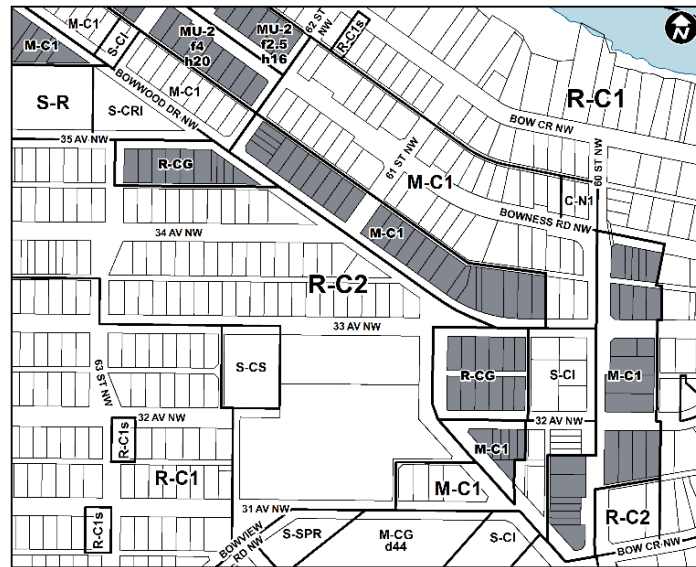 M-C1
S-CI
MU-2
f4
h20
MU-2
f2.5
h16
62 ST NW
R-C1s
N
M-C1
M-C1
BOWWOOD DR NW
S-R
S-CRI
R-C1
BOW CR NW
35 AV NW
R-CG
61 ST NW
60 ST NW
M-C1
C-N1
BOWNESS RD NW
34 AV NW
M-C1
R-C2
33 AV NW
S-CS
R-CG
S-CI
M-C1
63 ST NW
32 AV NW
32 AV NW
R-C1s
M-C1
R-C1
M-C1
31 AV NW
R-C1s
R-C2
BOWVIEW
RD NW
S-SPR
M-CG
d44
S-CI
BOW CR NW